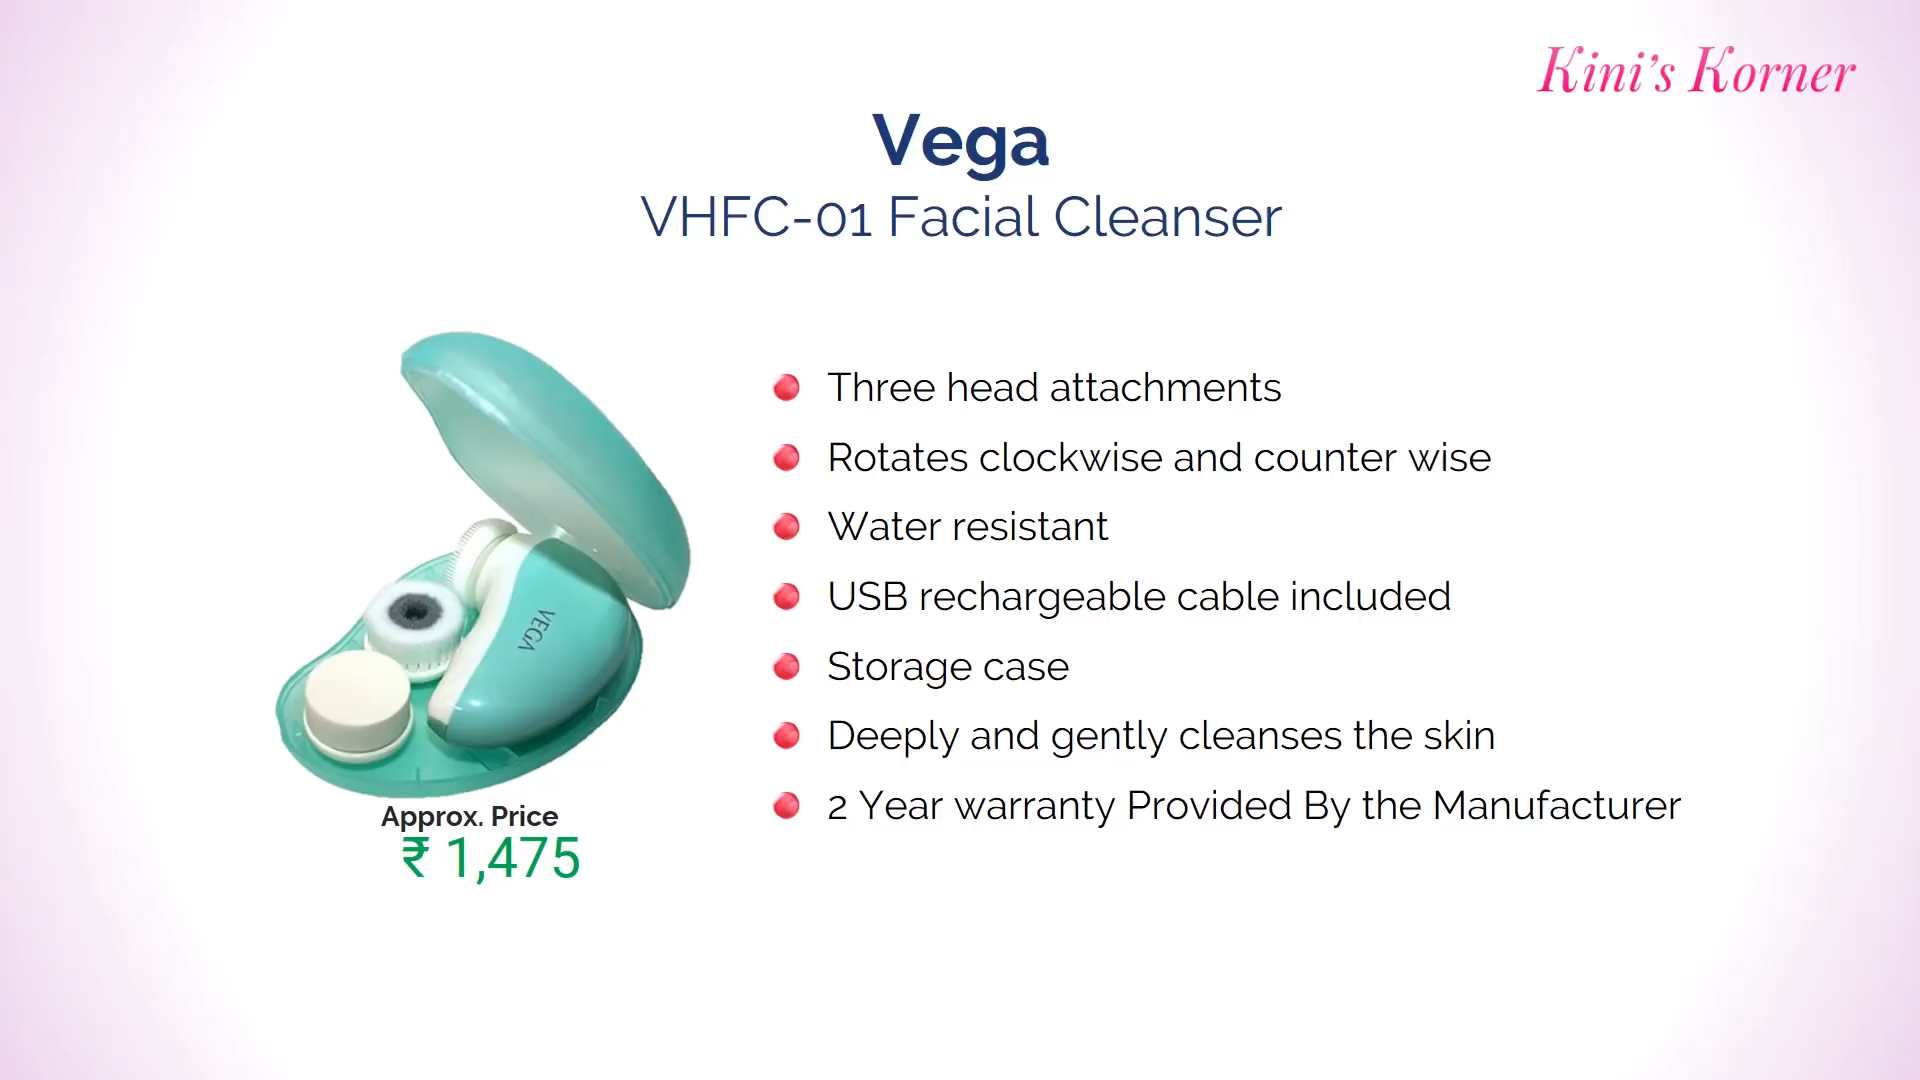 Kini's Korner
Vega
VHFC-01 Facial Cleanser
Three head attachments
Rotates clockwise and counter wise
Water resistant
USB rechargeable cable included
Storage case
Deeply and gently cleanses the skin
2 Year warranty Provided By the Manufacturer
VEGA
Approx. Price
₹ 1,475